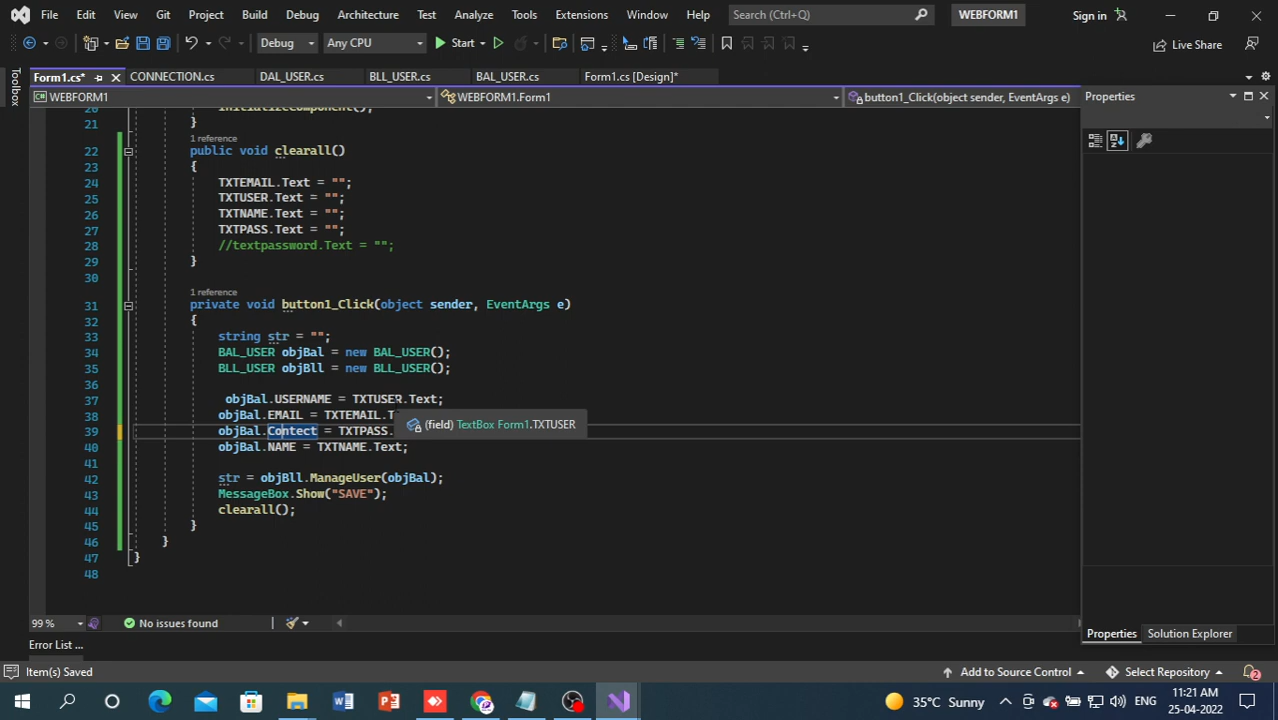 File Edit View Git Project Build Debug Architecture Test Analyze Tools Extensions Window Help Search (Ctrl+Q) WEBFORM1 Sign in
Debug Any CPU Start Live Share
Form1.cs* CONNECTION.cs DAL_USER.cs BLL_USER.cs BAL_USER.cs Form1.cs [Design]*
Toolbox
WEBFORM1 WEBFORM1.Form1 button1_Click(object sender, EventArgs e) Properties
20 InitializeComponent();
21 }
1 reference
22 public void clearall()
23 {
24 TXTEMAIL.Text = "";
25 TXTUSER.Text = "";
26 TXTNAME.Text = "";
27 TXTPASS.Text = "";
28 //textpassword.Text = "";
29 }
30
1 reference
31 private void button1_Click(object sender, EventArgs e)
32 {
33 string str = "";
34 BAL_USER objBal = new BAL_USER();
35 BLL_USER objBll = new BLL_USER();
36
37 objBal.USERNAME = TXTUSER.Text;
38 objBal.EMAIL = TXTEMAIL.T
(field) TextBox Form1.TXTUSER
39 objBal.Contect = TXTPASS.
40 objBal.NAME = TXTNAME.Text;
41
42 str = objBll.ManageUser(objBal);
43 MessageBox.Show("SAVE");
44 clearall();
45 }
46 }
47 }
48
99 % No issues found
Properties Solution Explorer
Error List ...
Item(s) Saved Add to Source Control Select Repository 2
35°C Sunny ENG 11:21 AM
25-04-2022